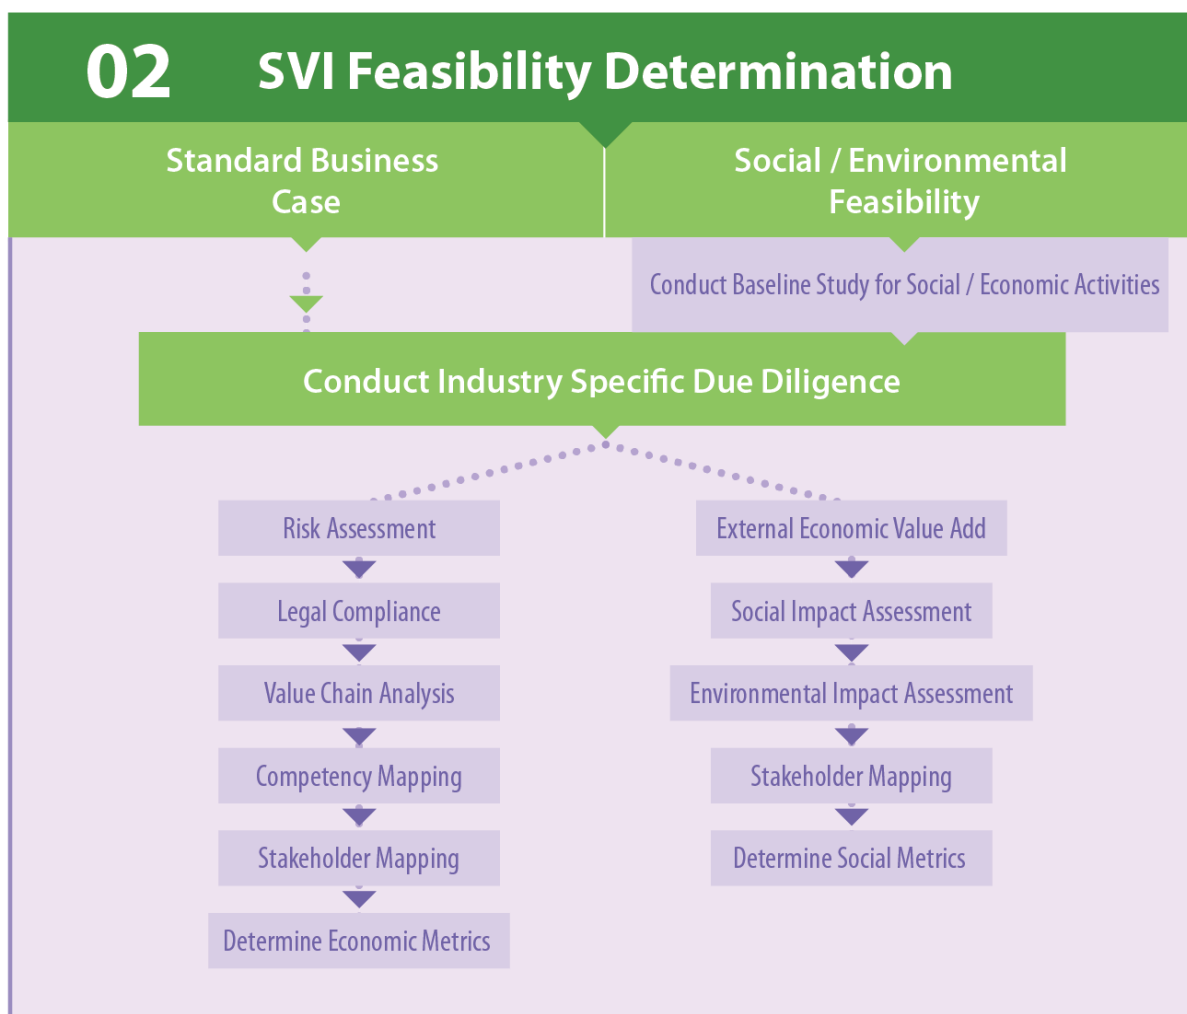 02 SVI Feasibility Determination
Standard Business
Case
Social / Environmental
Feasibility
Conduct Baseline Study for Social / Economic Activities
Conduct Industry Specific Due Diligence
Risk Assessment
Legal Compliance
Value Chain Analysis
Competency Mapping
Stakeholder Mapping
Determine Economic Metrics
External Economic Value Add
Social Impact Assessment
Environmental Impact Assessment
Stakeholder Mapping
Determine Social Metrics